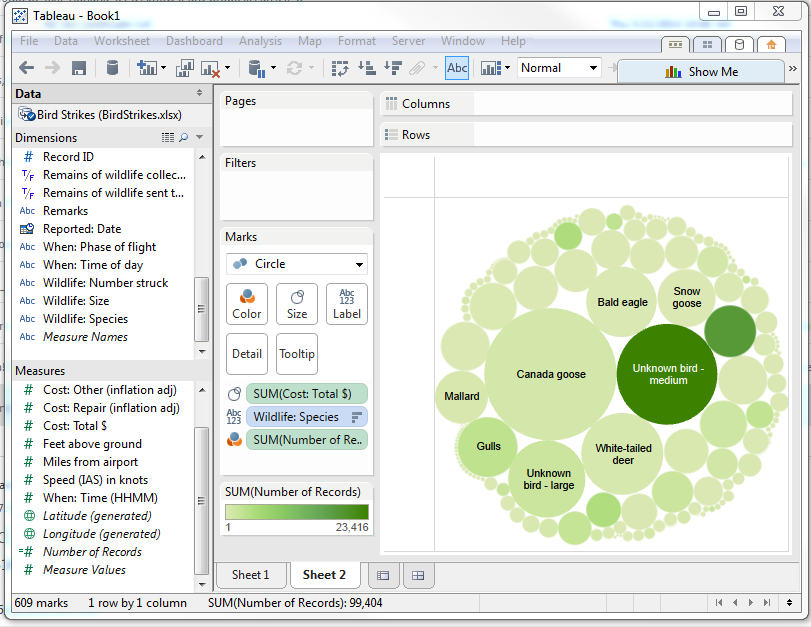 Tableau - Book1
File Data Worksheet Dashboard Analysis Map Format Server Window Help
Abc Normal Show Me
Data
Bird Strikes (BirdStrikes.xlsx)
Dimensions
# Record ID
T/F Remains of wildlife collec...
T/F Remains of wildlife sent t...
Abc Remarks
Reported: Date
Abc When: Phase of flight
Abc When: Time of day
Abc Wildlife: Number struck
Abc Wildlife: Size
Abc Wildlife: Species
Abc Measure Names
Measures
# Cost: Other (inflation adj)
# Cost: Repair (inflation adj)
# Cost: Total $
# Feet above ground
# Miles from airport
# Speed (IAS) in knots
# When: Time (HHMM)
Latitude (generated)
Longitude (generated)
=# Number of Records
# Measure Values
Pages
Filters
Marks
Circle
Abc
123
Color Size Label
Detail Tooltip
SUM(Cost: Total $)
Abc
123
Wildlife: Species
SUM(Number of Re..
SUM(Number of Records)
1 23,416
Columns
Rows
Bald eagle
Snow
goose
Canada goose
Unknown bird -
medium
Mallard
Gulls
White-tailed
deer
Unknown
bird - large
Sheet 1 Sheet 2
609 marks 1 row by 1 column SUM(Number of Records): 99,404